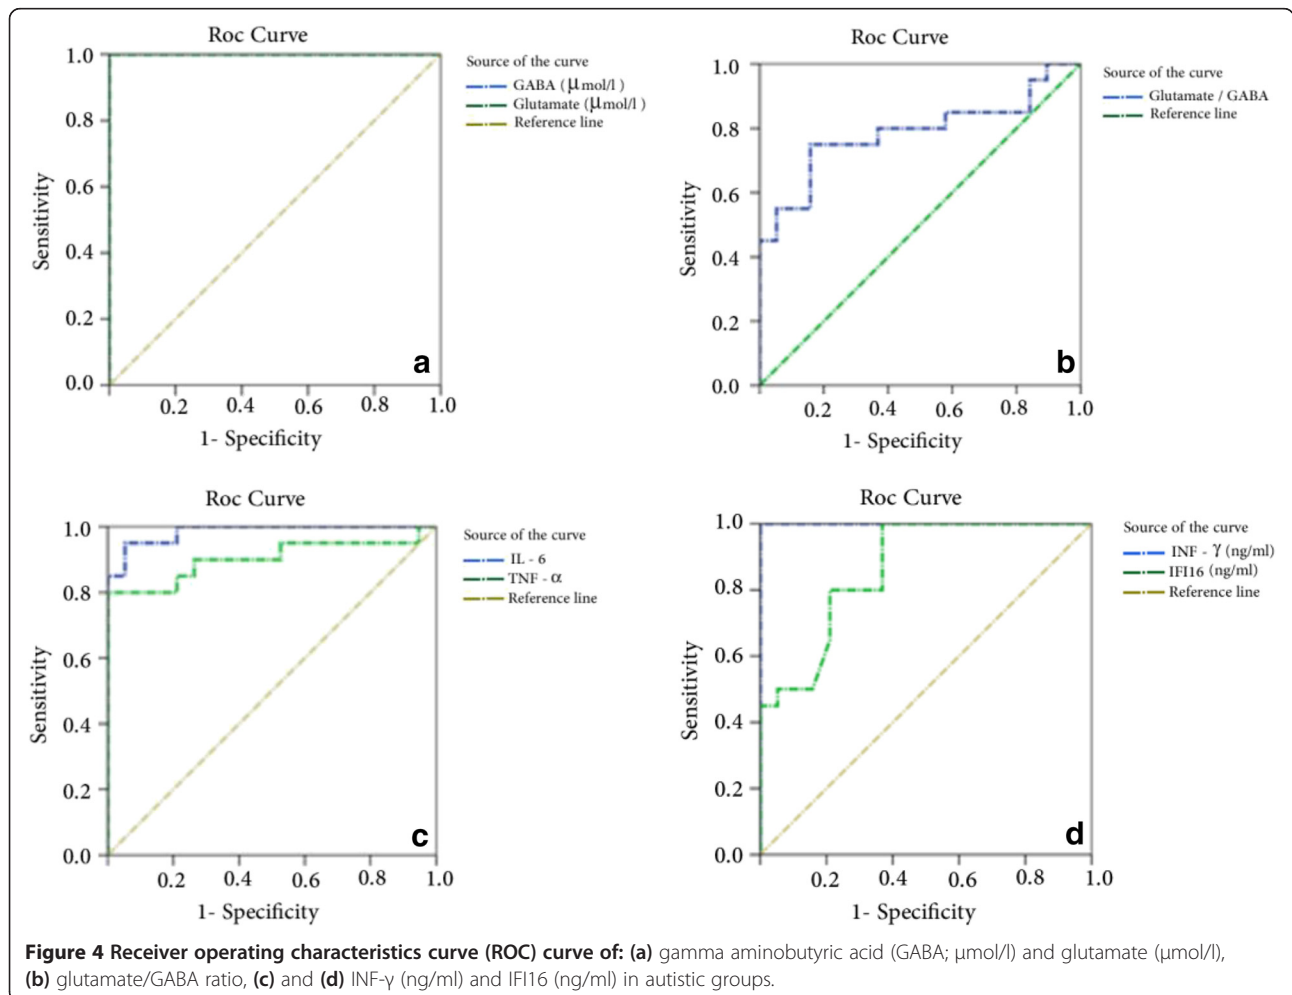 Roc Curve
Source of the curve
GABA ( μmol/l )
Glutamate (μmol/l )
Reference line
1.0
0.8
0.6
0.4
0.2
0.0
Sensitivity
0.2 0.4 0.6 0.8 1.0
1- Specificity
a
Roc Curve
Source of the curve
Glutamate / GABA
Reference line
1.0
0.8
0.6
0.4
0.2
0.0
Sensitivity
0.2 0.4 0.6 0.8 1.0
1- Specificity
b
Roc Curve
Source of the curve
IL - 6
TNF - α
Reference line
1.0
0.8
0.6
0.4
0.2
0.0
Sensitivity
0.2 0.4 0.6 0.8 1.0
1- Specificity
c
Roc Curve
Source of the curve
INF - γ (ng/ml)
IFI16 (ng/ml)
Reference line
1.0
0.8
0.6
0.4
0.2
0.0
Sensitivity
0.2 0.4 0.6 0.8 1.0
1- Specificity
d
Figure 4 Receiver operating characteristics curve (ROC) curve of: (a) gamma aminobutyric acid (GABA; μmol/l) and glutamate (μmol/l),
(b) glutamate/GABA ratio, (c) and (d) INF-γ (ng/ml) and IFI16 (ng/ml) in autistic groups.